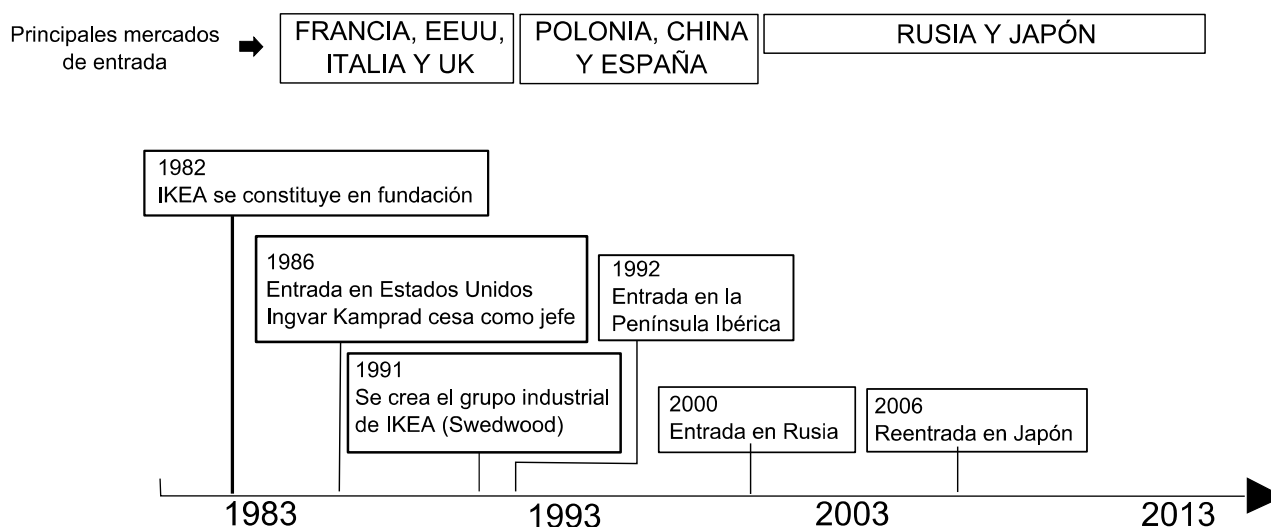 Principales mercados
de entrada
FRANCIA, EEUU,
ITALIA Y UK
POLONIA, CHINA
Y ESPAÑA
RUSIA Y JAPÓN
1982
IKEA se constituye en fundación
1986
Entrada en Estados Unidos
Ingvar Kamprad cesa como jefe
1992
Entrada en la
Península Ibérica
1991
Se crea el grupo industrial
de IKEA (Swedwood)
2000
Entrada en Rusia
2006
Reentrada en Japón
1983
1993
2003
2013